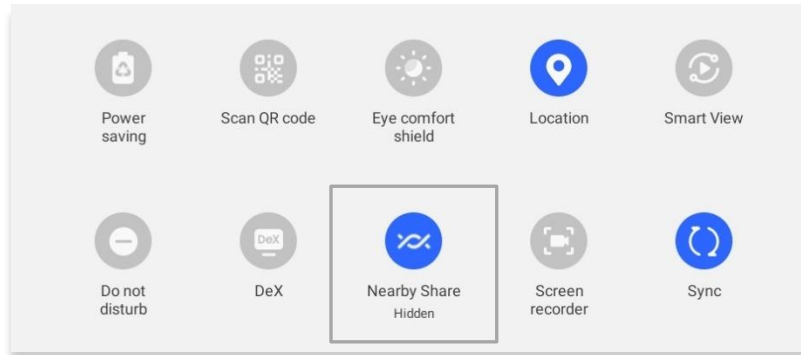 Power
saving
Scan QR code
Eye comfort
shield
Location
Smart View
Do not
disturb
DeX
DeX
Nearby Share
Hidden
Screen
recorder
Sync